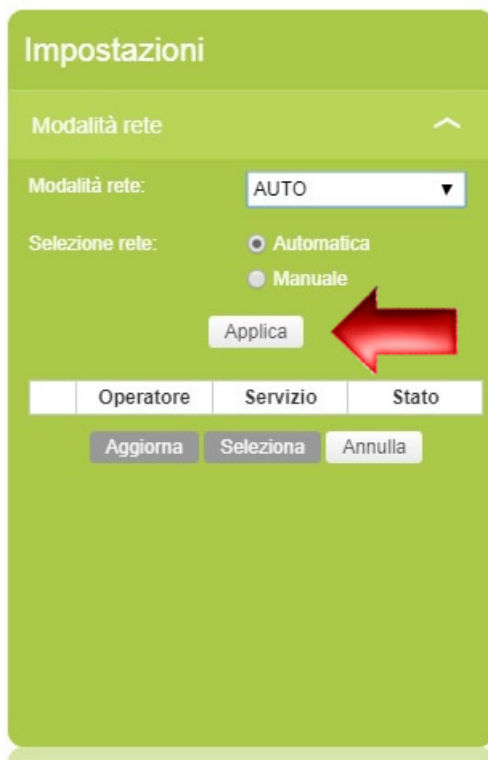 Impostazioni
Modalità rete
Modalità rete: AUTO
Selezione rete: Automatica
Manuale
Applica
Operatore Servizio Stato
Aggiorna Seleziona Annulla